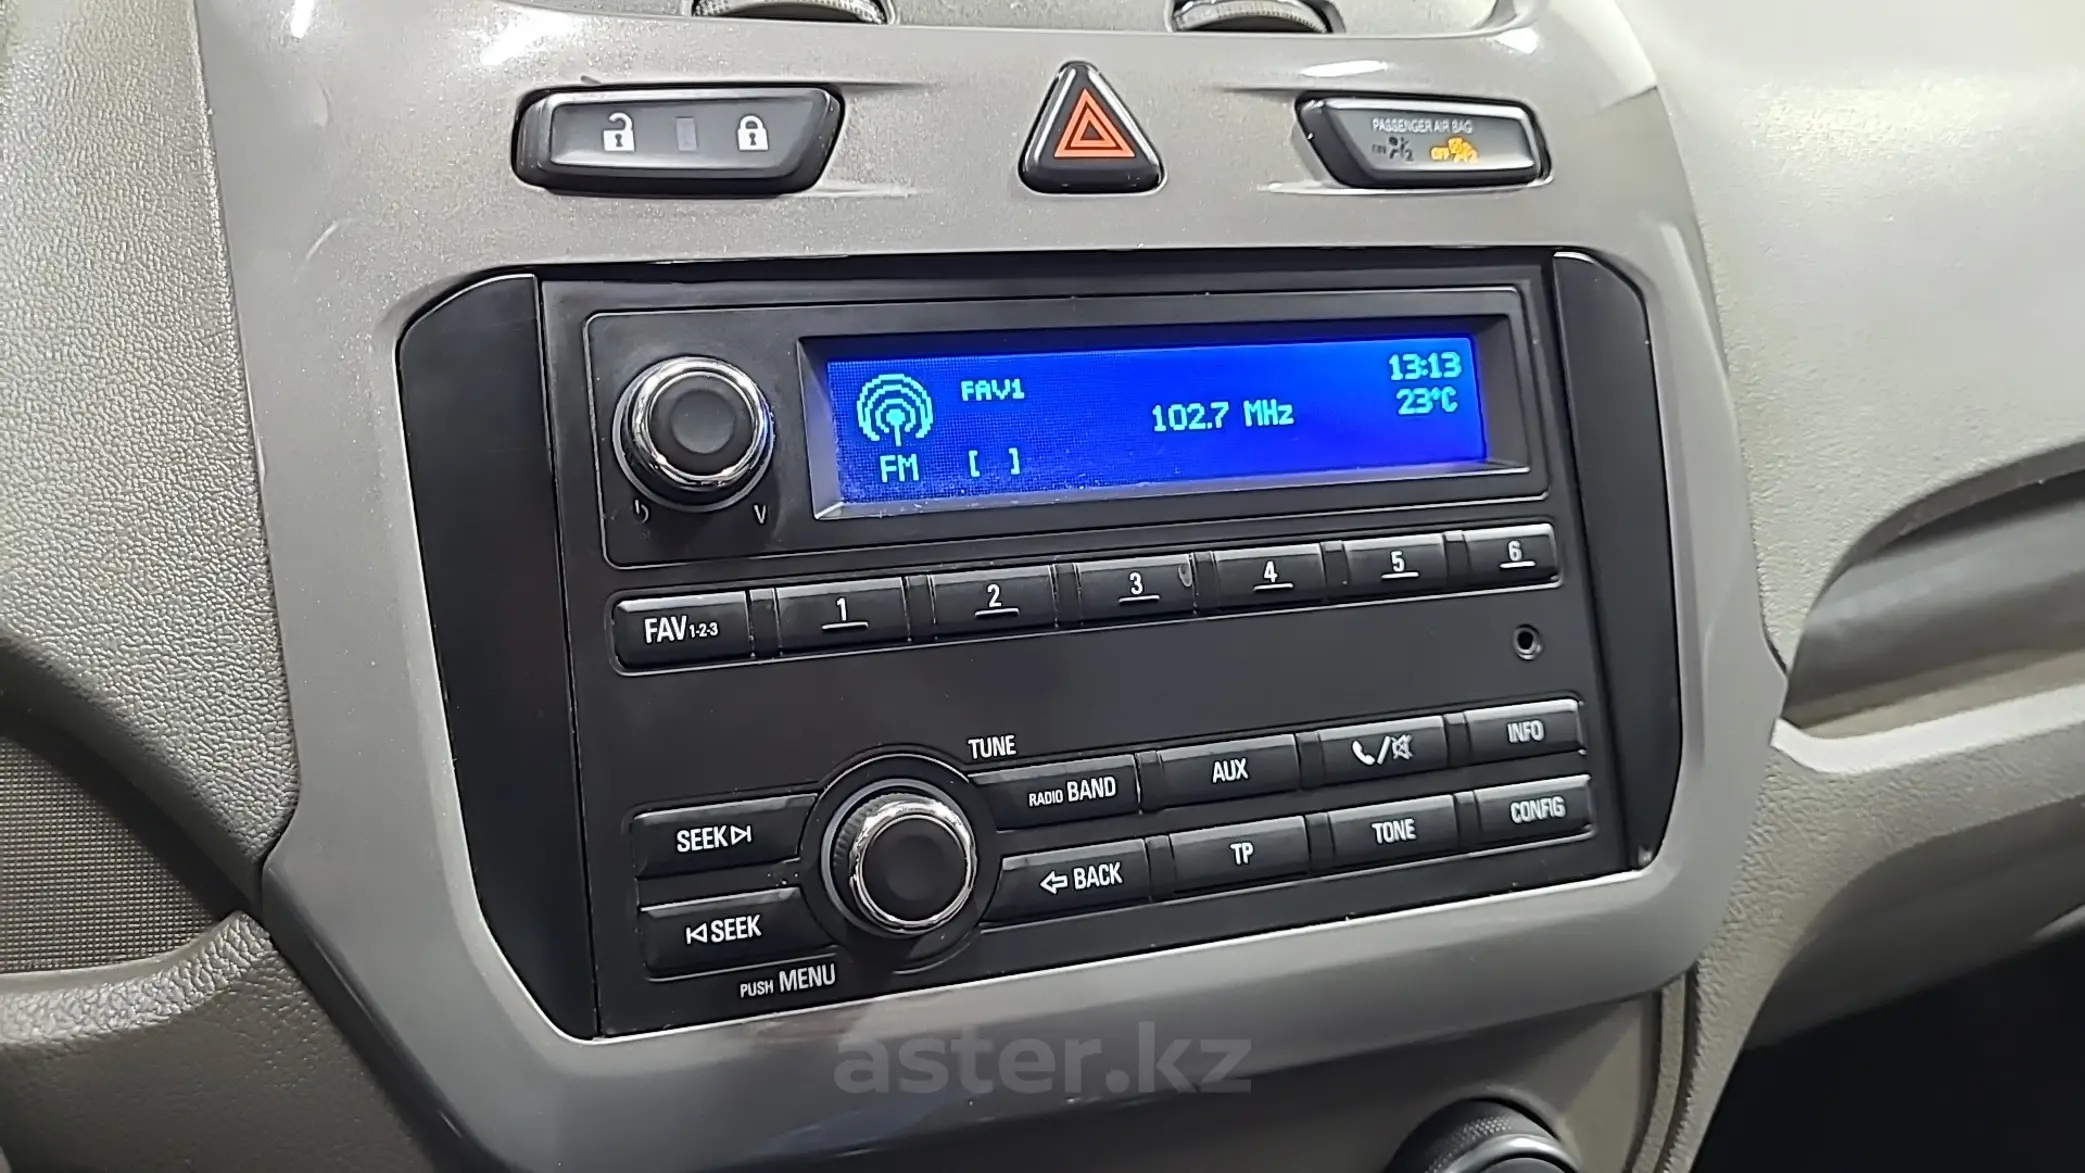 PASSENGER AIR BAG
OFF
FAV1
13:13
102.7 MHz
23°C
FM [ ]
V
FAV1-2-3
1
2
3
4
5
6
TUNE
RADIO BAND
AUX
INFO
SEEK
BACK
TP
TONE
CONFIG
SEEK
PUSH MENU
aster.kz